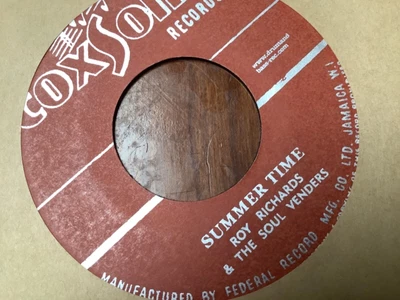 COXSON
RECORDS
www.drumand
bass-rec.com
SUMMER TIME
ROY RICHARDS
& THE SOUL VENDERS
MANUFACTURED BY FEDERAL RECORD MFG. CO. LTD. JAMAICA W.I